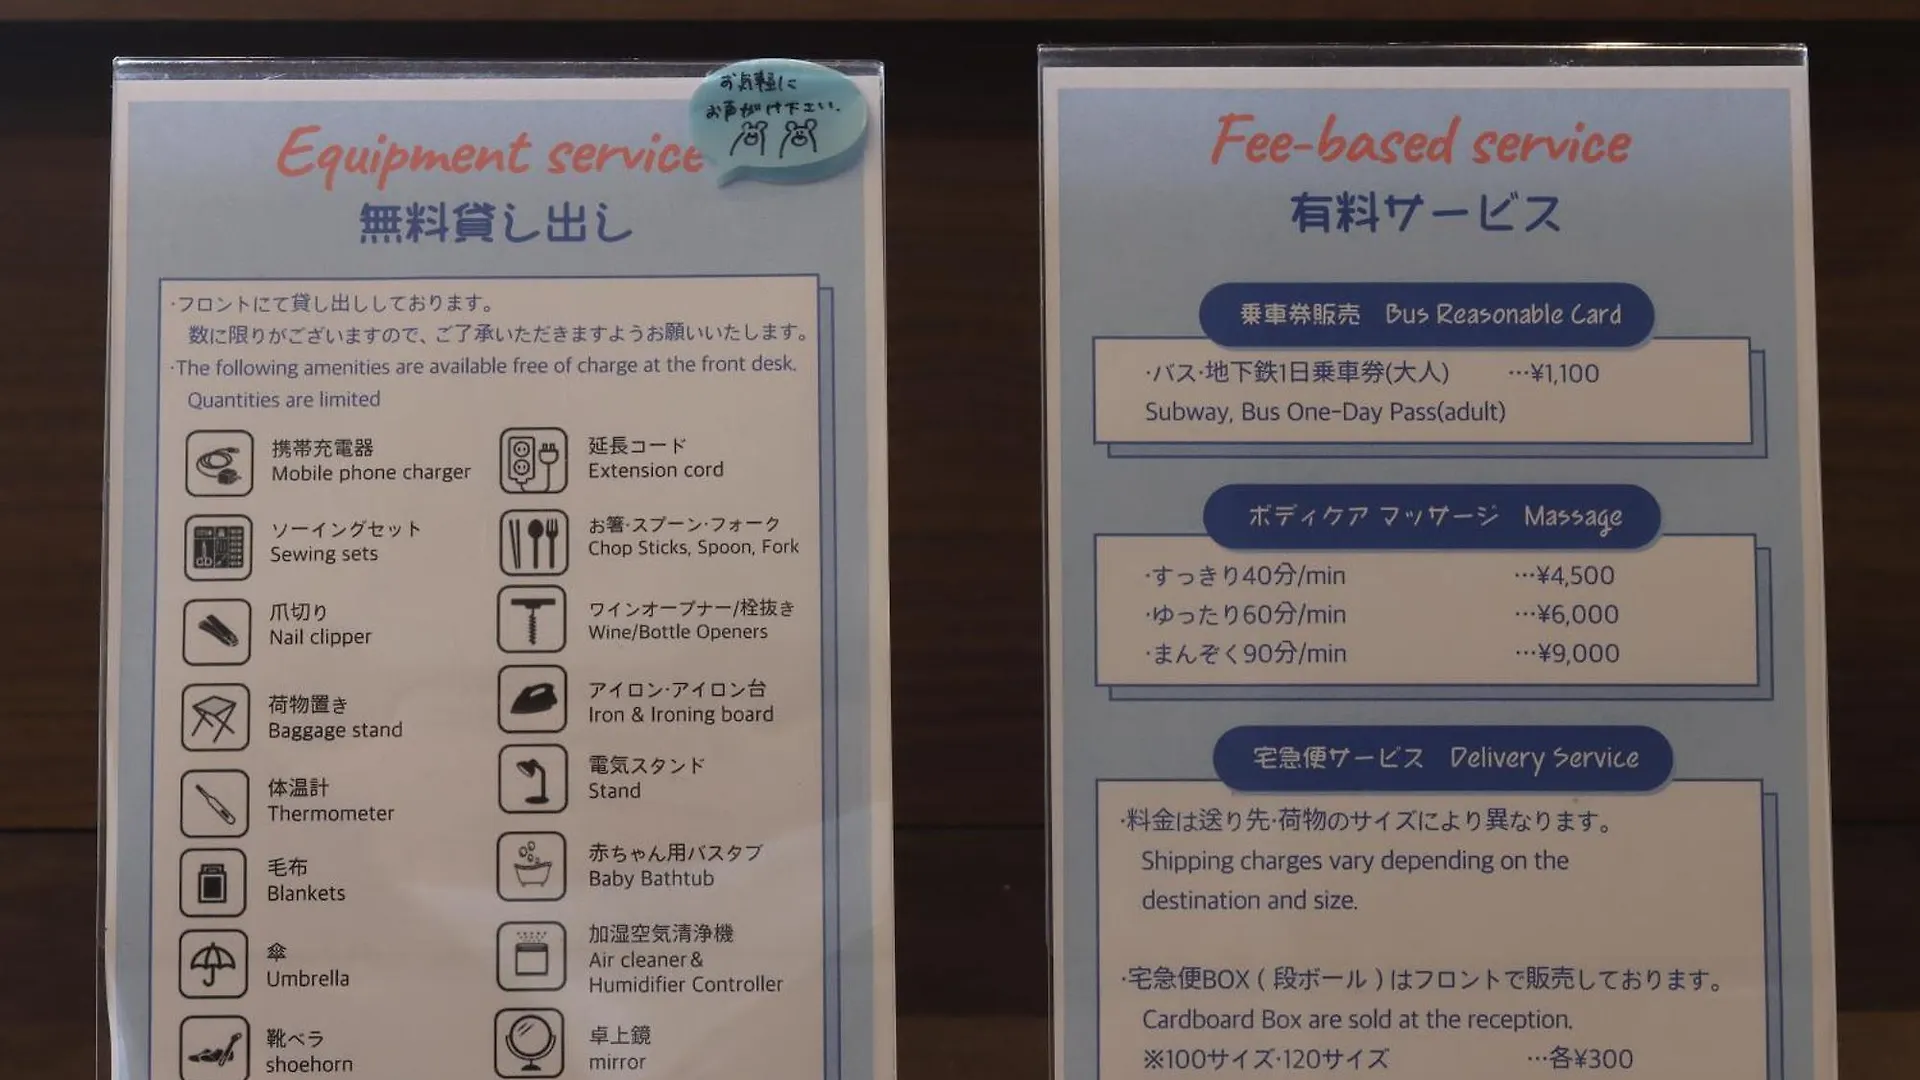 お気軽に
お声がけ下さい。
Equipment service
無料貸し出し
・フロントにて貸し出ししております。
数に限りがございますので、ご了承いただきますようお願いいたします。
・The following amenities are available free of charge at the front desk.
Quantities are limited
携帯充電器
Mobile phone charger
ソーイングセット
Sewing sets
爪切り
Nail clipper
荷物置き
Baggage stand
体温計
Thermometer
毛布
Blankets
傘
Umbrella
靴ベラ
shoehorn
延長コード
Extension cord
お箸・スプーン・フォーク
Chop Sticks, Spoon, Fork
ワインオープナー/栓抜き
Wine/Bottle Openers
アイロン・アイロン台
Iron & Ironing board
電気スタンド
Stand
赤ちゃん用バスタブ
Baby Bathtub
加湿空気清浄機
Air cleaner &
Humidifier Controller
卓上鏡
mirror
Fee-based service
有料サービス
乗車券販売 Bus Reasonable Card
・バス・地下鉄1日乗車券(大人) …¥1,100
Subway, Bus One-Day Pass(adult)
ボディケア マッサージ Massage
・すっきり40分/min …¥4,500
・ゆったり60分/min …¥6,000
・まんぞく90分/min …¥9,000
宅急便サービス Delivery Service
・料金は送り先・荷物のサイズにより異なります。
Shipping charges vary depending on the
destination and size.
・宅急便BOX ( 段ボール ) はフロントで販売しております。
Cardboard Box are sold at the reception.
※100サイズ・120サイズ …各¥300